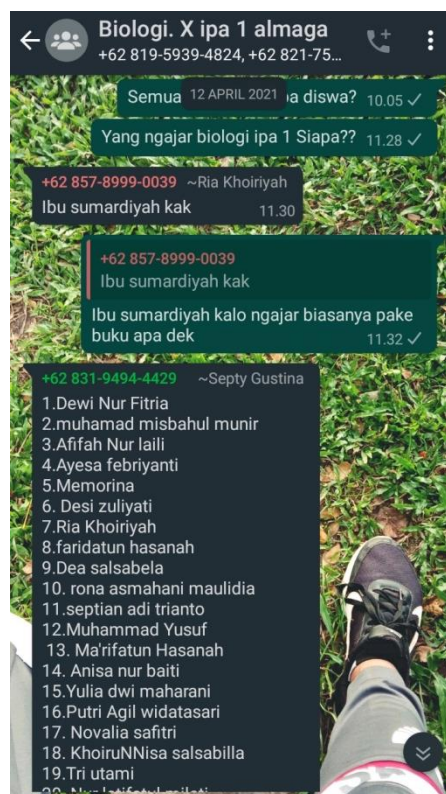 Biologi. X ipa 1 almaga
+62 819-5939-4824, +62 821-75...
12 APRIL 2021
Semua a diswa? 10.05
Yang ngajar biologi ipa 1 Siapa?? 11.28
+62 857-8999-0039 ~Ria Khoiriyah
Ibu sumardiyah kak 11.30
+62 857-8999-0039
Ibu sumardiyah kak
Ibu sumardiyah kalo ngajar biasanya pake
buku apa dek 11.32
+62 831-9494-4429 ~Septy Gustina
1.Dewi Nur Fitria
2.muhamad misbahul munir
3.Afifah Nur laili
4.Ayesa febriyanti
5.Memorina
6. Desi zuliyati
7.Ria Khoiriyah
8.faridatun hasanah
9.Dea salsabela
10. rona asmahani maulidia
11.septian adi trianto
12.Muhammad Yusuf
13. Ma'rifatun Hasanah
14. Anisa nur baiti
15.Yulia dwi maharani
16.Putri Agil widatasari
17. Novalia safitri
18. KhoiruNNisa salsabilla
19.Tri utami